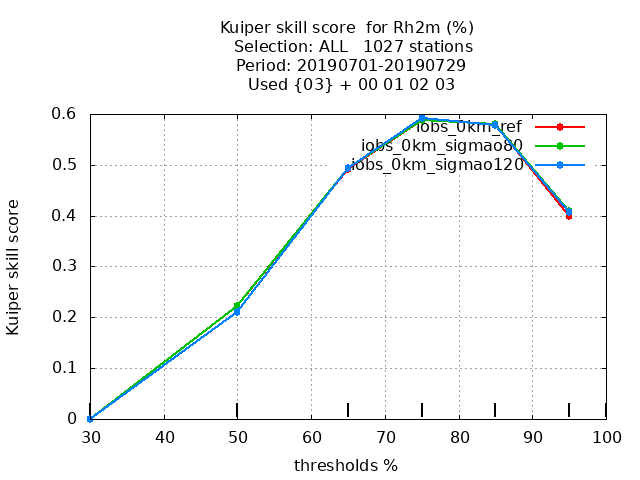 Kuiper skill score  for Rh2m (%)
Selection: ALL   1027 stations
Period: 20190701-20190729
Used {03} + 00 01 02 03
iobs_0km_ref
iobs_0km_sigmao80
iobs_0km_sigmao120
Kuiper skill score
0.6
0.5
0.4
0.3
0.2
0.1
0
30 40 50 60 70 80 90 100
thresholds %